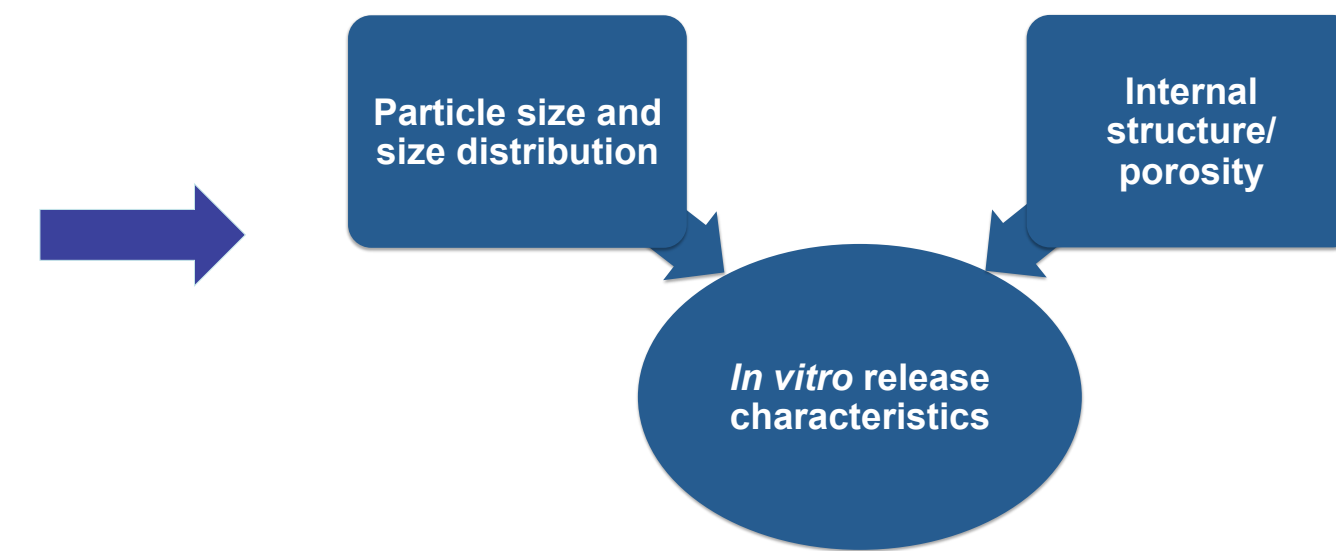 Particle size and
size distribution
Internal
structure/
porosity
In vitro release
characteristics